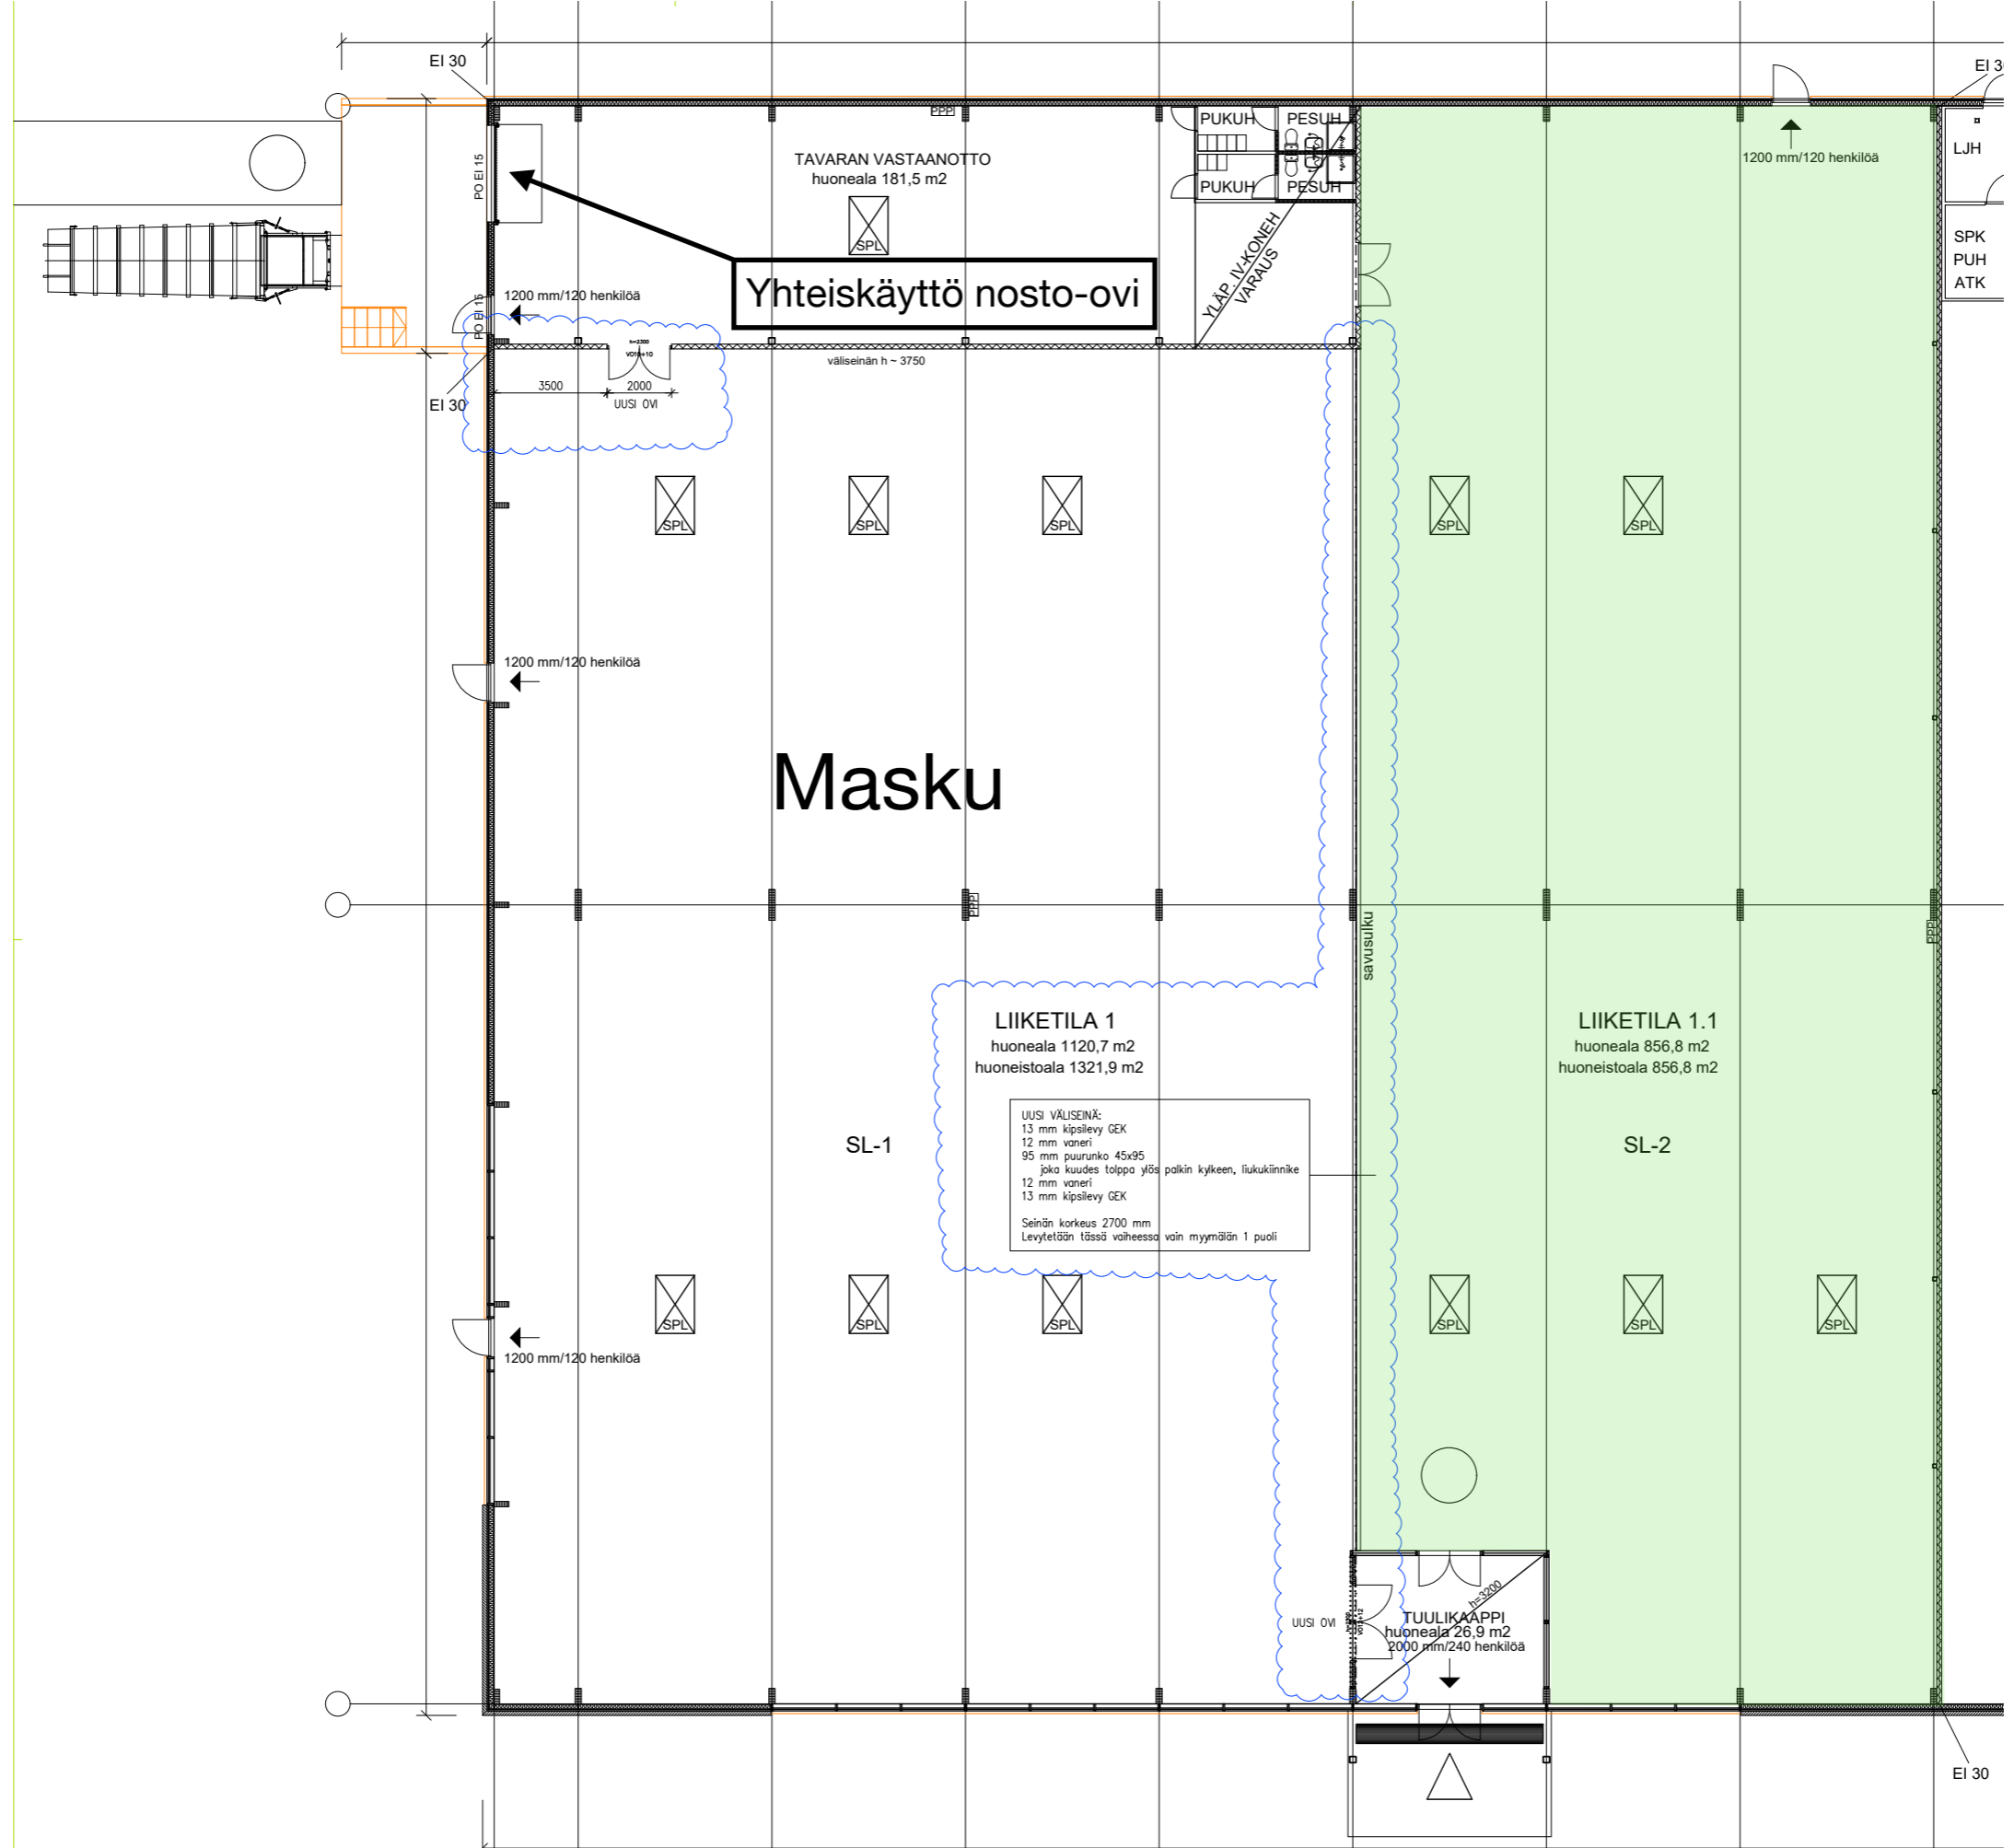 EI 30
EI 3
PPP
PUKUH
PESUH
TAVARAN VASTAANOTTO
huoneala 181,5 m2
PO EI 15
1200 mm/120 henkilöä
LJH
PUKUH
PESUH
SPL
YLÄP. IV-KONEH
VARAUS
SPK
PUH
ATK
Yhteiskäyttö nosto-ovi
1200 mm/120 henkilöä
PO EI 15
h=2300
väliseinän h ~ 3750
3500
2000
UUSI OVI
EI 30
SPL
SPL
SPL
SPL
SPL
1200 mm/120 henkilöä
Masku
PPP
PPP
savusulku
LIIKETILA 1
huoneala 1120,7 m2
huoneistoala 1321,9 m2
LIIKETILA 1.1
huoneala 856,8 m2
huoneistoala 856,8 m2
UUSI VÄLISEINÄ:
13 mm kipsilevy GEK
12 mm vaneri
95 mm puurunko 45x95
joka kuudes tolppa ylös palkin kylkeen, liukukiinnike
12 mm vaneri
13 mm kipsilevy GEK
Seinän korkeus 2700 mm
Levytetään tässä vaiheessa vain myymälän 1 puoli
SL-1
SL-2
SPL
SPL
SPL
SPL
SPL
SPL
1200 mm/120 henkilöä
h=3200
UUSI OVI
TUULIKAAPPI
huoneala 26,9 m2
2000 mm/240 henkilöä
EI 30